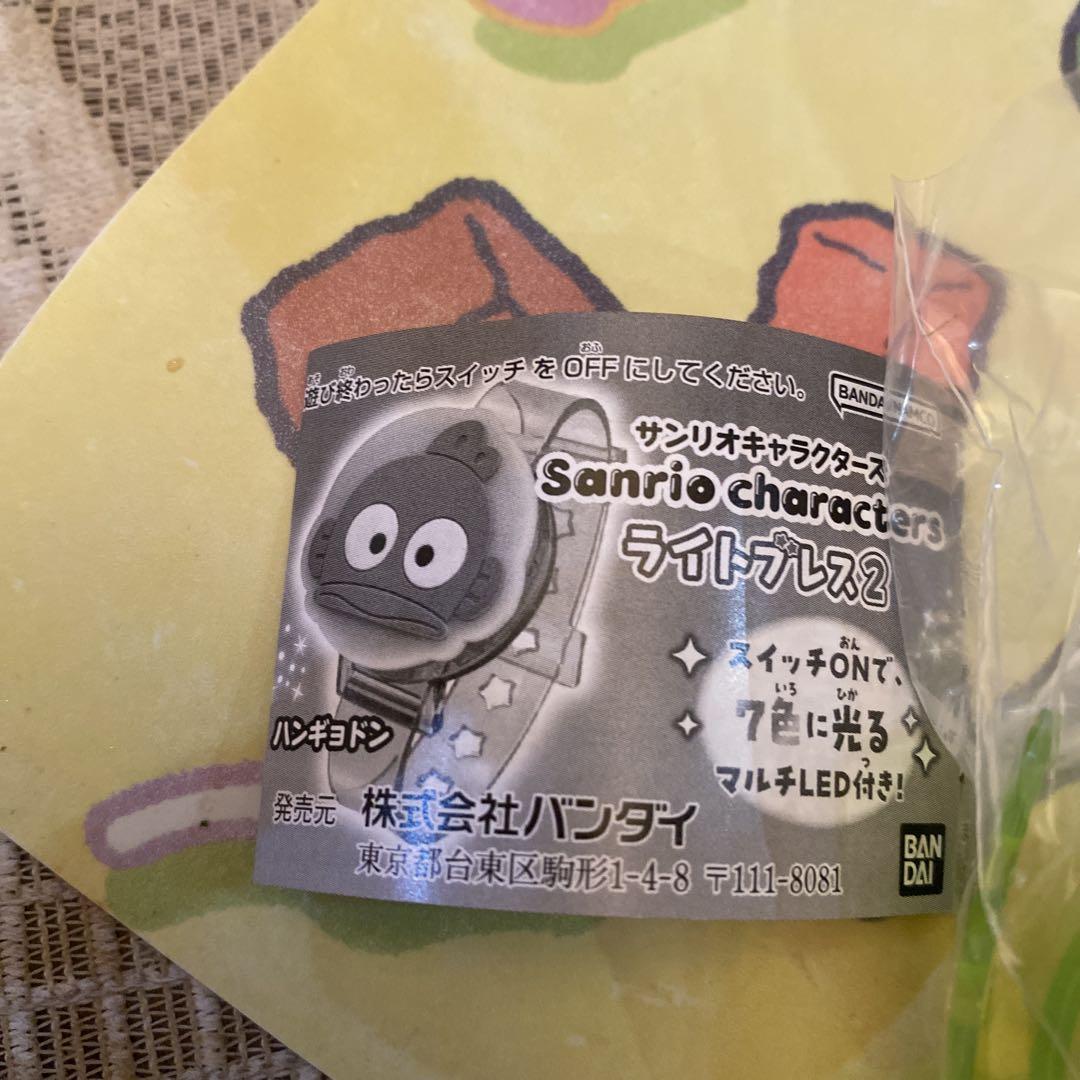 遊び終わったらスイッチをOFFにしてください。
BANDAI NAMCO
サンリオキャラクターズ
Sanrio characters
ライトブレス2
スイッチONで、
7色に光る
マルチLED付き!
ハンギョドン
発売元 株式会社バンダイ
東京都台東区駒形1-4-8 〒111-8081
BAN
DAI